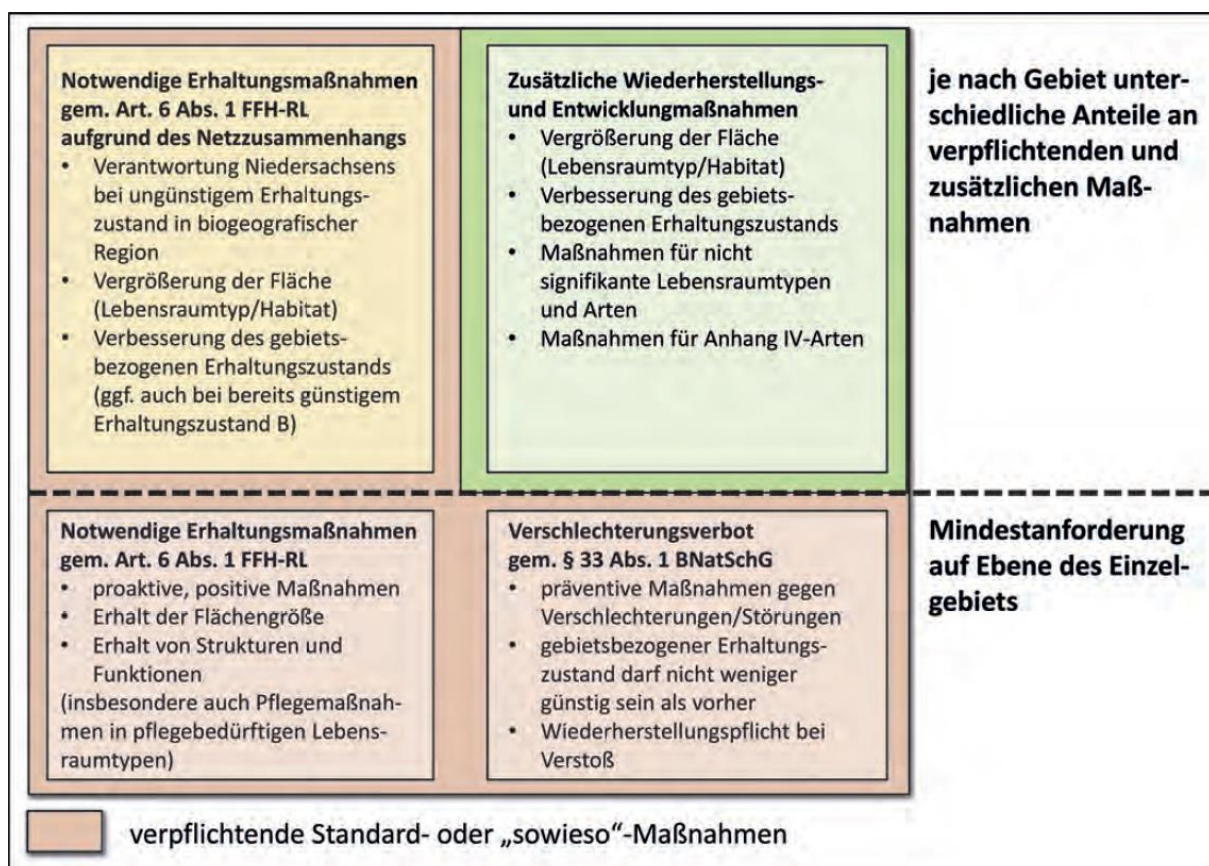 Notwendige Erhaltungsmaßnahmen
gem. Art. 6 Abs. 1 FFH-RL
aufgrund des Netzzusammenhangs
• Verantwortung Niedersachsens
bei ungünstigem Erhaltungs-
zustand in biogeografischer
Region
• Vergrößerung der Fläche
(Lebensraumtyp/Habitat)
• Verbesserung des gebiets-
bezogenen Erhaltungszustands
(ggf. auch bei bereits günstigem
Erhaltungszustand B)
Zusätzliche Wiederherstellungs-
und Entwicklungmaßnahmen
• Vergrößerung der Fläche
(Lebensraumtyp/Habitat)
• Verbesserung des gebiets-
bezogenen Erhaltungszustands
• Maßnahmen für nicht
signifikante Lebensraumtypen
und Arten
• Maßnahmen für Anhang IV-Arten
je nach Gebiet unter-
schiedliche Anteile an
verpflichtenden und
zusätzlichen Maß-
nahmen
Notwendige Erhaltungsmaßnahmen
gem. Art. 6 Abs. 1 FFH-RL
• proaktive, positive Maßnahmen
• Erhalt der Flächengröße
• Erhalt von Strukturen und
Funktionen
(insbesondere auch Pflegemaßnah-
men in pflegebedürftigen Lebens-
raumtypen)
Verschlechterungsverbot
gem. § 33 Abs. 1 BNatSchG
• präventive Maßnahmen gegen
Verschlechterungen/Störungen
• gebietsbezogener Erhaltungs-
zustand darf nicht weniger
günstig sein als vorher
• Wiederherstellungspflicht bei
Verstoß
Mindestanforderung
auf Ebene des Einzel-
gebiets
verpflichtende Standard- oder „sowieso“-Maßnahmen